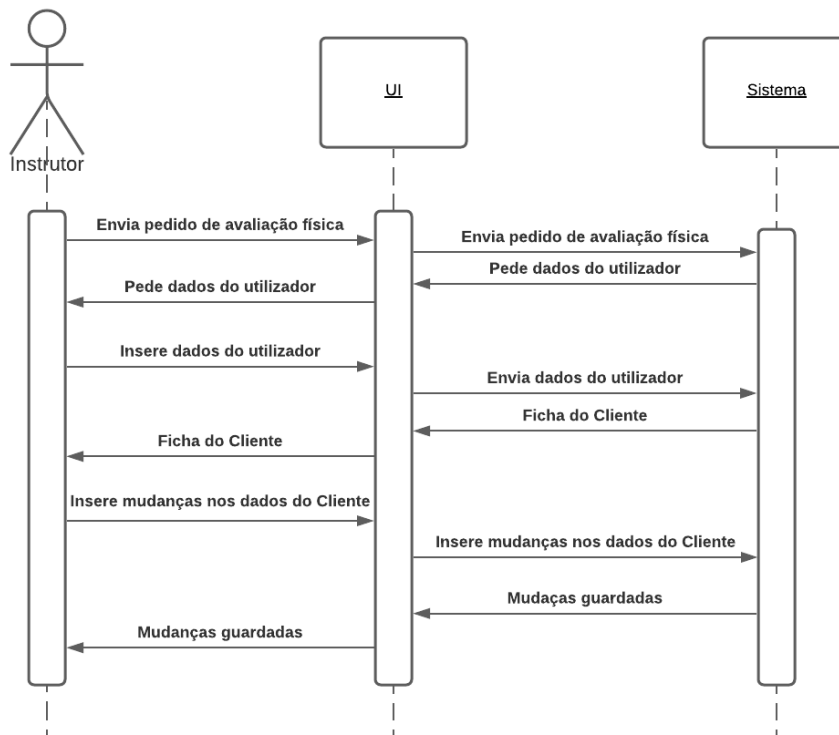 UI
Sistema
Instrutor
Envia pedido de avaliação física
Envia pedido de avaliação física
Pede dados do utilizador
Pede dados do utilizador
Insere dados do utilizador
Envia dados do utilizador
Ficha do Cliente
Ficha do Cliente
Insere mudanças nos dados do Cliente
Insere mudanças nos dados do Cliente
Mudaças guardadas
Mudanças guardadas